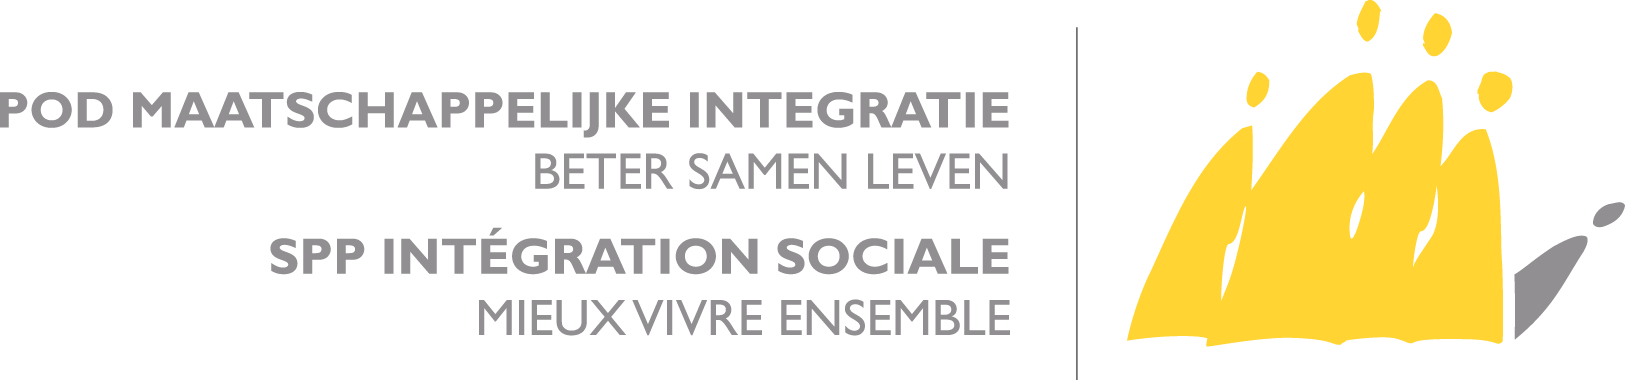 POD MAATSCHAPPELIJKE INTEGRATIE
BETER SAMEN LEVEN
SPP INTÉGRATION SOCIALE
MIEUX VIVRE ENSEMBLE